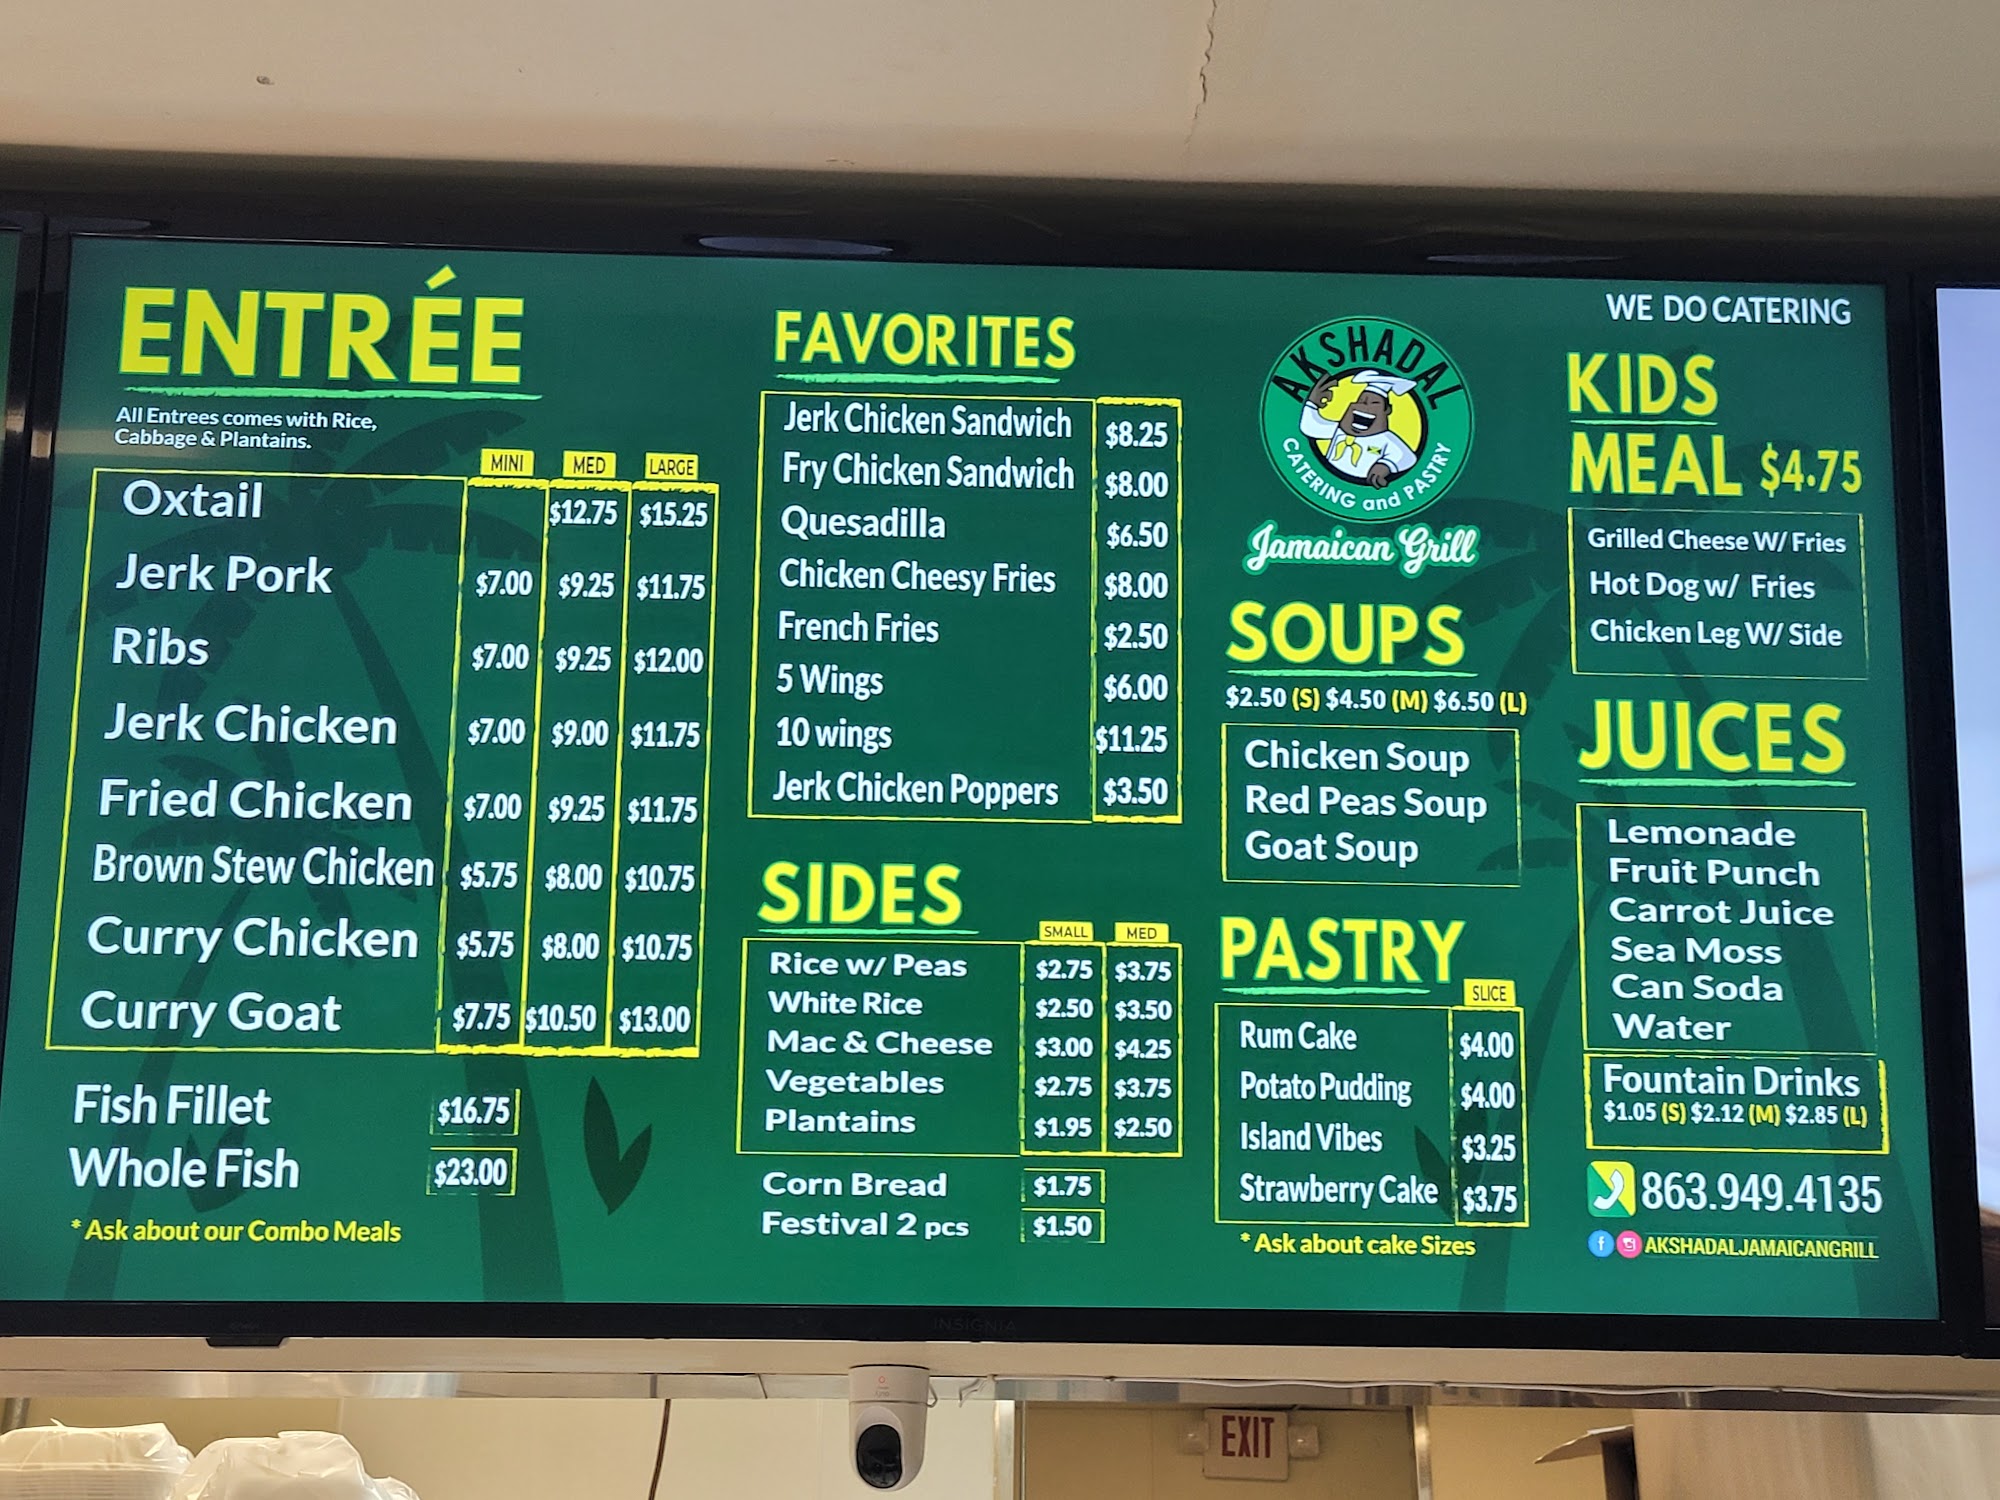 ENTRÉE
All Entrees comes with Rice,
Cabbage & Plantains.
MINI MED LARGE
Oxtail $12.75 $15.25
Jerk Pork $7.00 $9.25 $11.75
Ribs $7.00 $9.25 $12.00
Jerk Chicken $7.00 $9.00 $11.75
Fried Chicken $7.00 $9.25 $11.75
Brown Stew Chicken $5.75 $8.00 $10.75
Curry Chicken $5.75 $8.00 $10.75
Curry Goat $7.75 $10.50 $13.00
Fish Fillet $16.75
Whole Fish $23.00
* Ask about our Combo Meals
FAVORITES
Jerk Chicken Sandwich $8.25
Fry Chicken Sandwich $8.00
Quesadilla $6.50
Chicken Cheesy Fries $8.00
French Fries $2.50
5 Wings $6.00
10 wings $11.25
Jerk Chicken Poppers $3.50
SIDES
SMALL MED
Rice w/ Peas $2.75 $3.75
White Rice $2.50 $3.50
Mac & Cheese $3.00 $4.25
Vegetables $2.75 $3.75
Plantains $1.95 $2.50
Corn Bread $1.75
Festival 2 pcs $1.50
AKSHADAL
CATERING and PASTRY
Jamaican Grill
SOUPS
$2.50 (S) $4.50 (M) $6.50 (L)
Chicken Soup
Red Peas Soup
Goat Soup
PASTRY
SLICE
Rum Cake $4.00
Potato Pudding $4.00
Island Vibes $3.25
Strawberry Cake $3.75
* Ask about cake Sizes
WE DO CATERING
KIDS
MEAL $4.75
Grilled Cheese W/ Fries
Hot Dog w/ Fries
Chicken Leg W/ Side
JUICES
Lemonade
Fruit Punch
Carrot Juice
Sea Moss
Can Soda
Water
Fountain Drinks
$1.05 (S) $2.12 (M) $2.85 (L)
863.949.4135
AKSHADALJAMAICANGRILL
INSIGNIA
EXIT